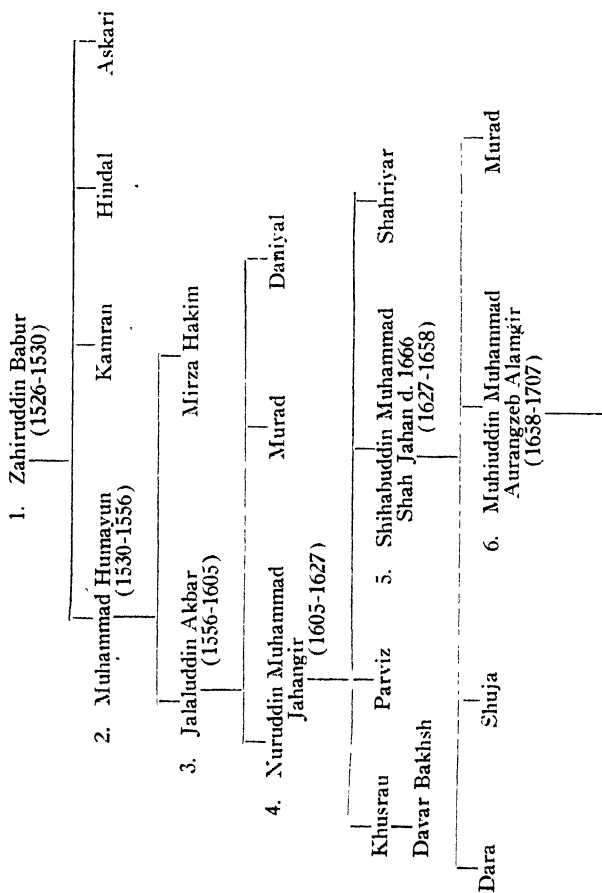 1. Zahiruddin Babur
(1526-1530)
2. Muhammad Humayun
(1530-1556)
Kamran
Hindal
Askari
3. Jalaluddin Akbar
(1556-1605)
Mirza Hakim
4. Nuruddin Muhammad
Jahangir
(1605-1627)
Murad
Daniyal
Khusrau
Parviz
5. Shihabuddin Muhammad
Shah Jahan d. 1666
(1627-1658)
Shahriyar
Davar Bakhsh
Dara
Shuja
6. Muhiuddin Muhammad
Aurangzeb Alamgir
(1658-1707)
Murad